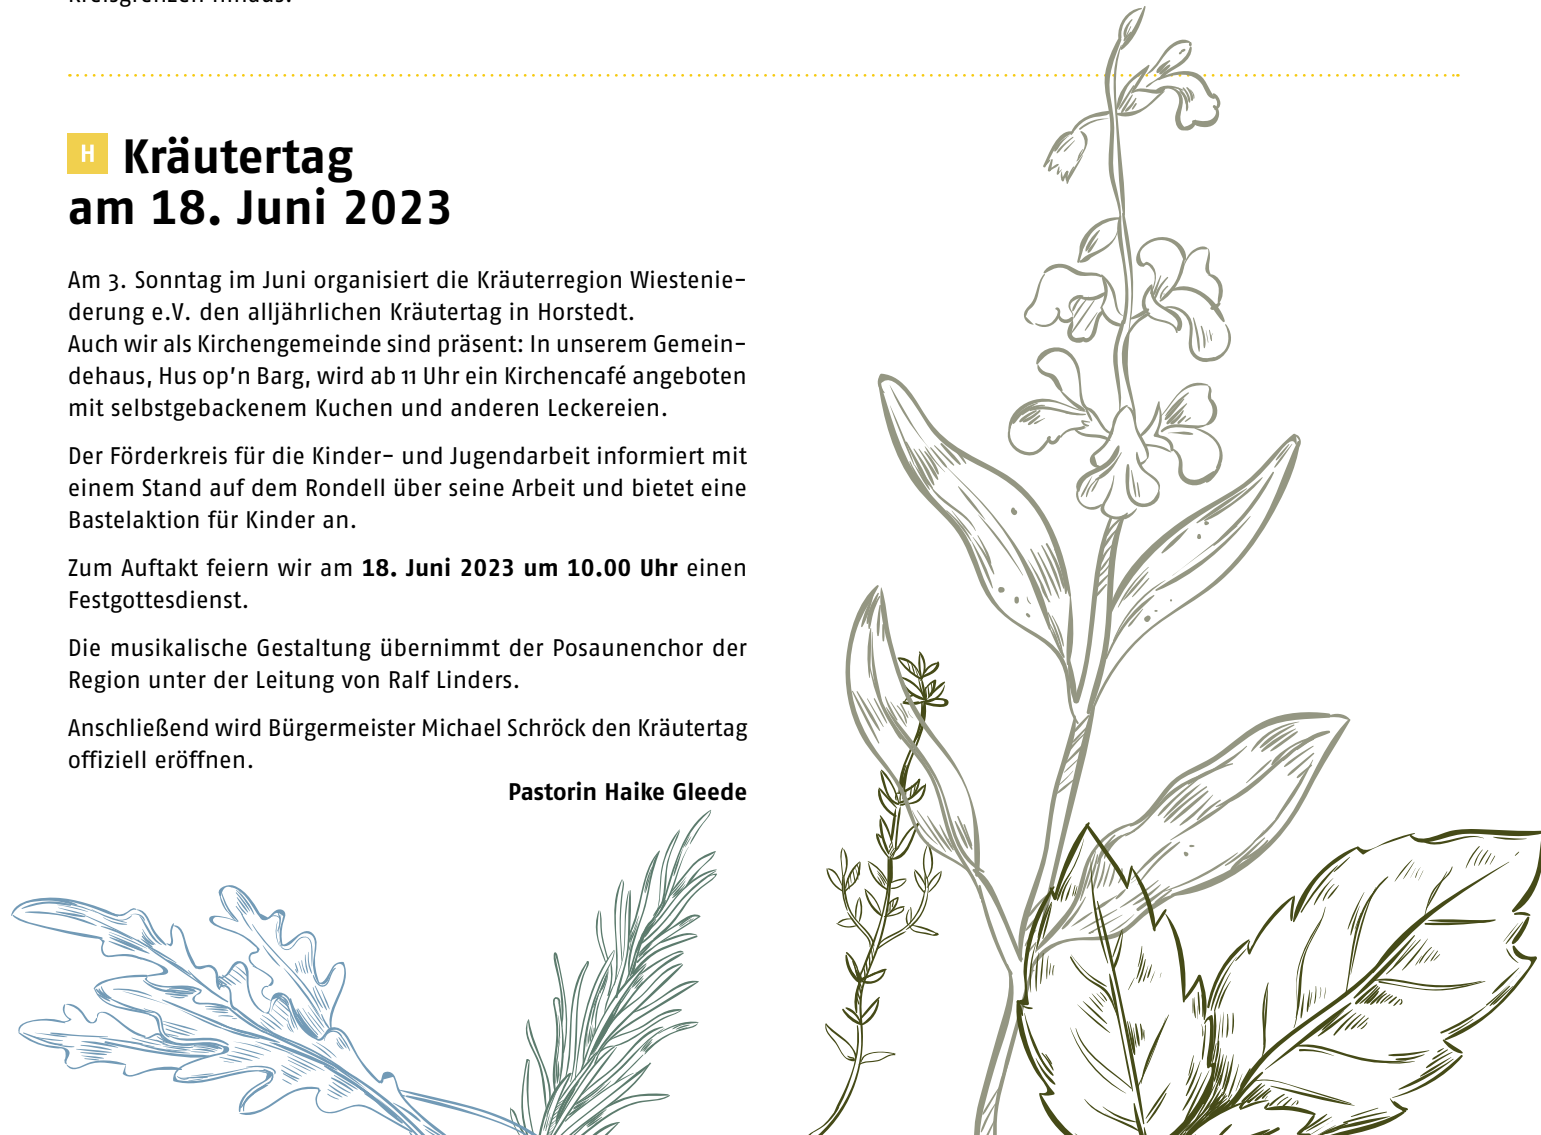 H Kräutertag
am 18. Juni 2023
Am 3. Sonntag im Juni organisiert die Kräuterregion Wiestenie-
derung e.V. den alljährlichen Kräutertag in Horstedt.
Auch wir als Kirchengemeinde sind präsent: In unserem Gemein-
dehaus, Hus op’n Barg, wird ab 11 Uhr ein Kirchencafé angeboten
mit selbstgebackenem Kuchen und anderen Leckereien.
Der Förderkreis für die Kinder- und Jugendarbeit informiert mit
einem Stand auf dem Rondell über seine Arbeit und bietet eine
Bastelaktion für Kinder an.
Zum Auftakt feiern wir am 18. Juni 2023 um 10.00 Uhr einen
Festgottesdienst.
Die musikalische Gestaltung übernimmt der Posaunenchor der
Region unter der Leitung von Ralf Linders.
Anschließend wird Bürgermeister Michael Schröck den Kräutertag
offiziell eröffnen.
Pastorin Haike Gleede